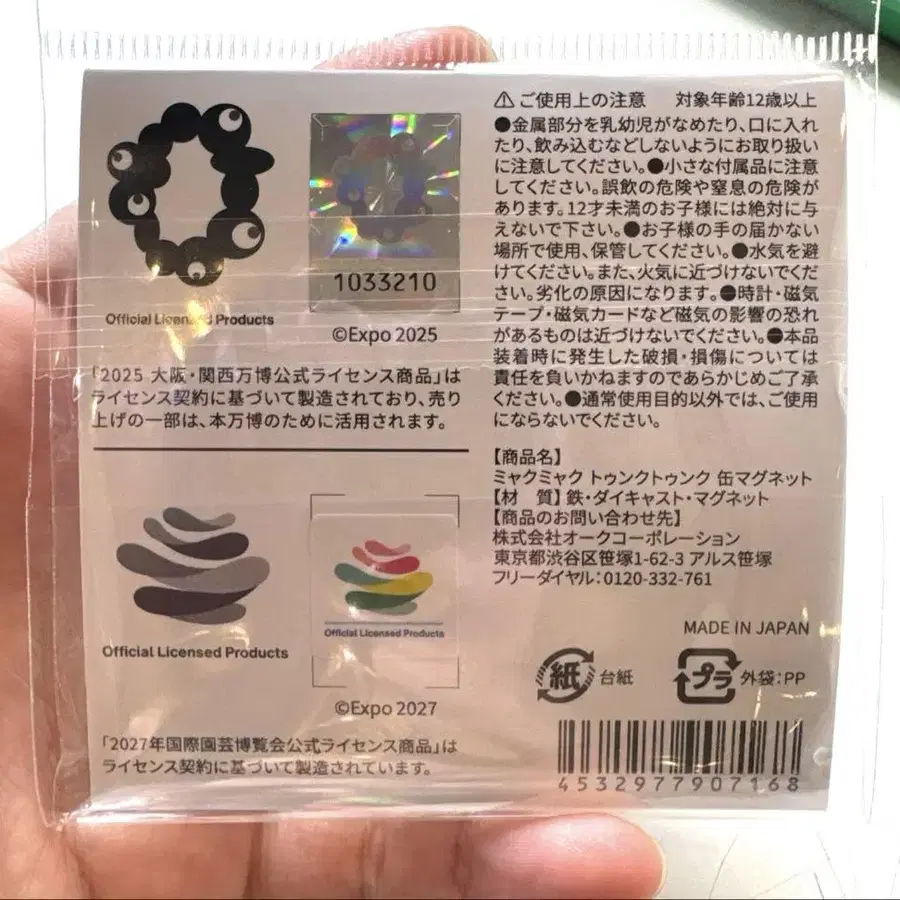 Official Licensed Products
1033210
©Expo 2025
「2025 大阪・関西万博公式ライセンス商品」は
ライセンス契約に基づいて製造されており、売り
上げの一部は、本万博のために活用されます。
Official Licensed Products
Official Licensed Products
©Expo 2027
「2027年国際園芸博覧会公式ライセンス商品」は
ライセンス契約に基づいて製造されています。
⚠ご使用上の注意 対象年齢12歳以上
●金属部分を乳幼児がなめたり、口に入れ
たり、飲み込むなどしないようにお取り扱い
に注意してください。●小さな付属品に注意
してください。誤飲の危険や窒息の危険が
あります。12才未満のお子様には絶対に与
えないで下さい。●お子様の手の届かない
場所で使用、保管してください。●水気を避
けてください。また、火気に近づけないでくだ
さい。劣化の原因になります。●時計・磁気
テープ・磁気カードなど磁気の影響の恐れ
があるものは近づけないでください。●本品
装着時に発生した破損・損傷については
責任を負いかねますのであらかじめご了承
ください。●通常使用目的以外では、ご使用
にならないでください。
【商品名】
ミャクミャク トゥンクトゥンク 缶マグネット
【材 質】鉄・ダイキャスト・マグネット
【商品のお問い合わせ先】
株式会社オークコーポレーション
東京都渋谷区笹塚1-62-3 アルス笹塚
フリーダイヤル:0120-332-761
MADE IN JAPAN
紙 台紙
プラ 外袋:PP
4532977907168